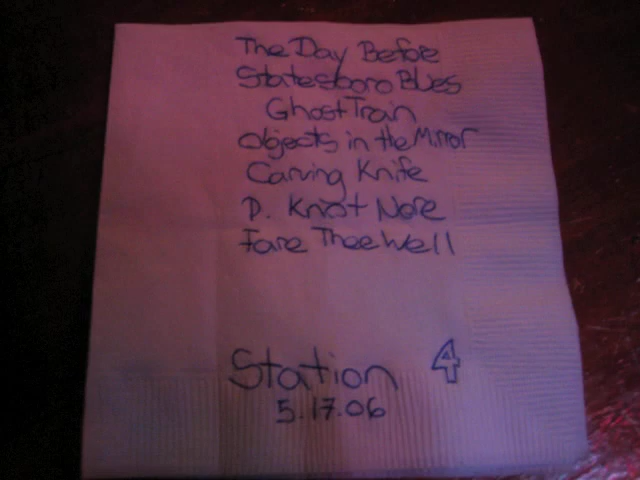 The Day Before
Statesboro Blues
Ghost Train
Objects in the Mirror
Carving Knife
D. Knot Nore
Fare Thee Well
Station 4
5.17.06